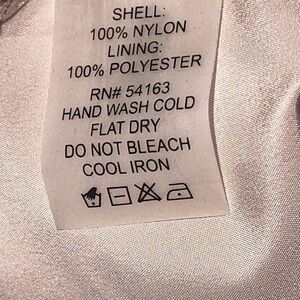 SHELL:
100% NYLON
LINING:
100% POLYESTER
RN# 54163
HAND WASH COLD
FLAT DRY
DO NOT BLEACH
COOL IRON